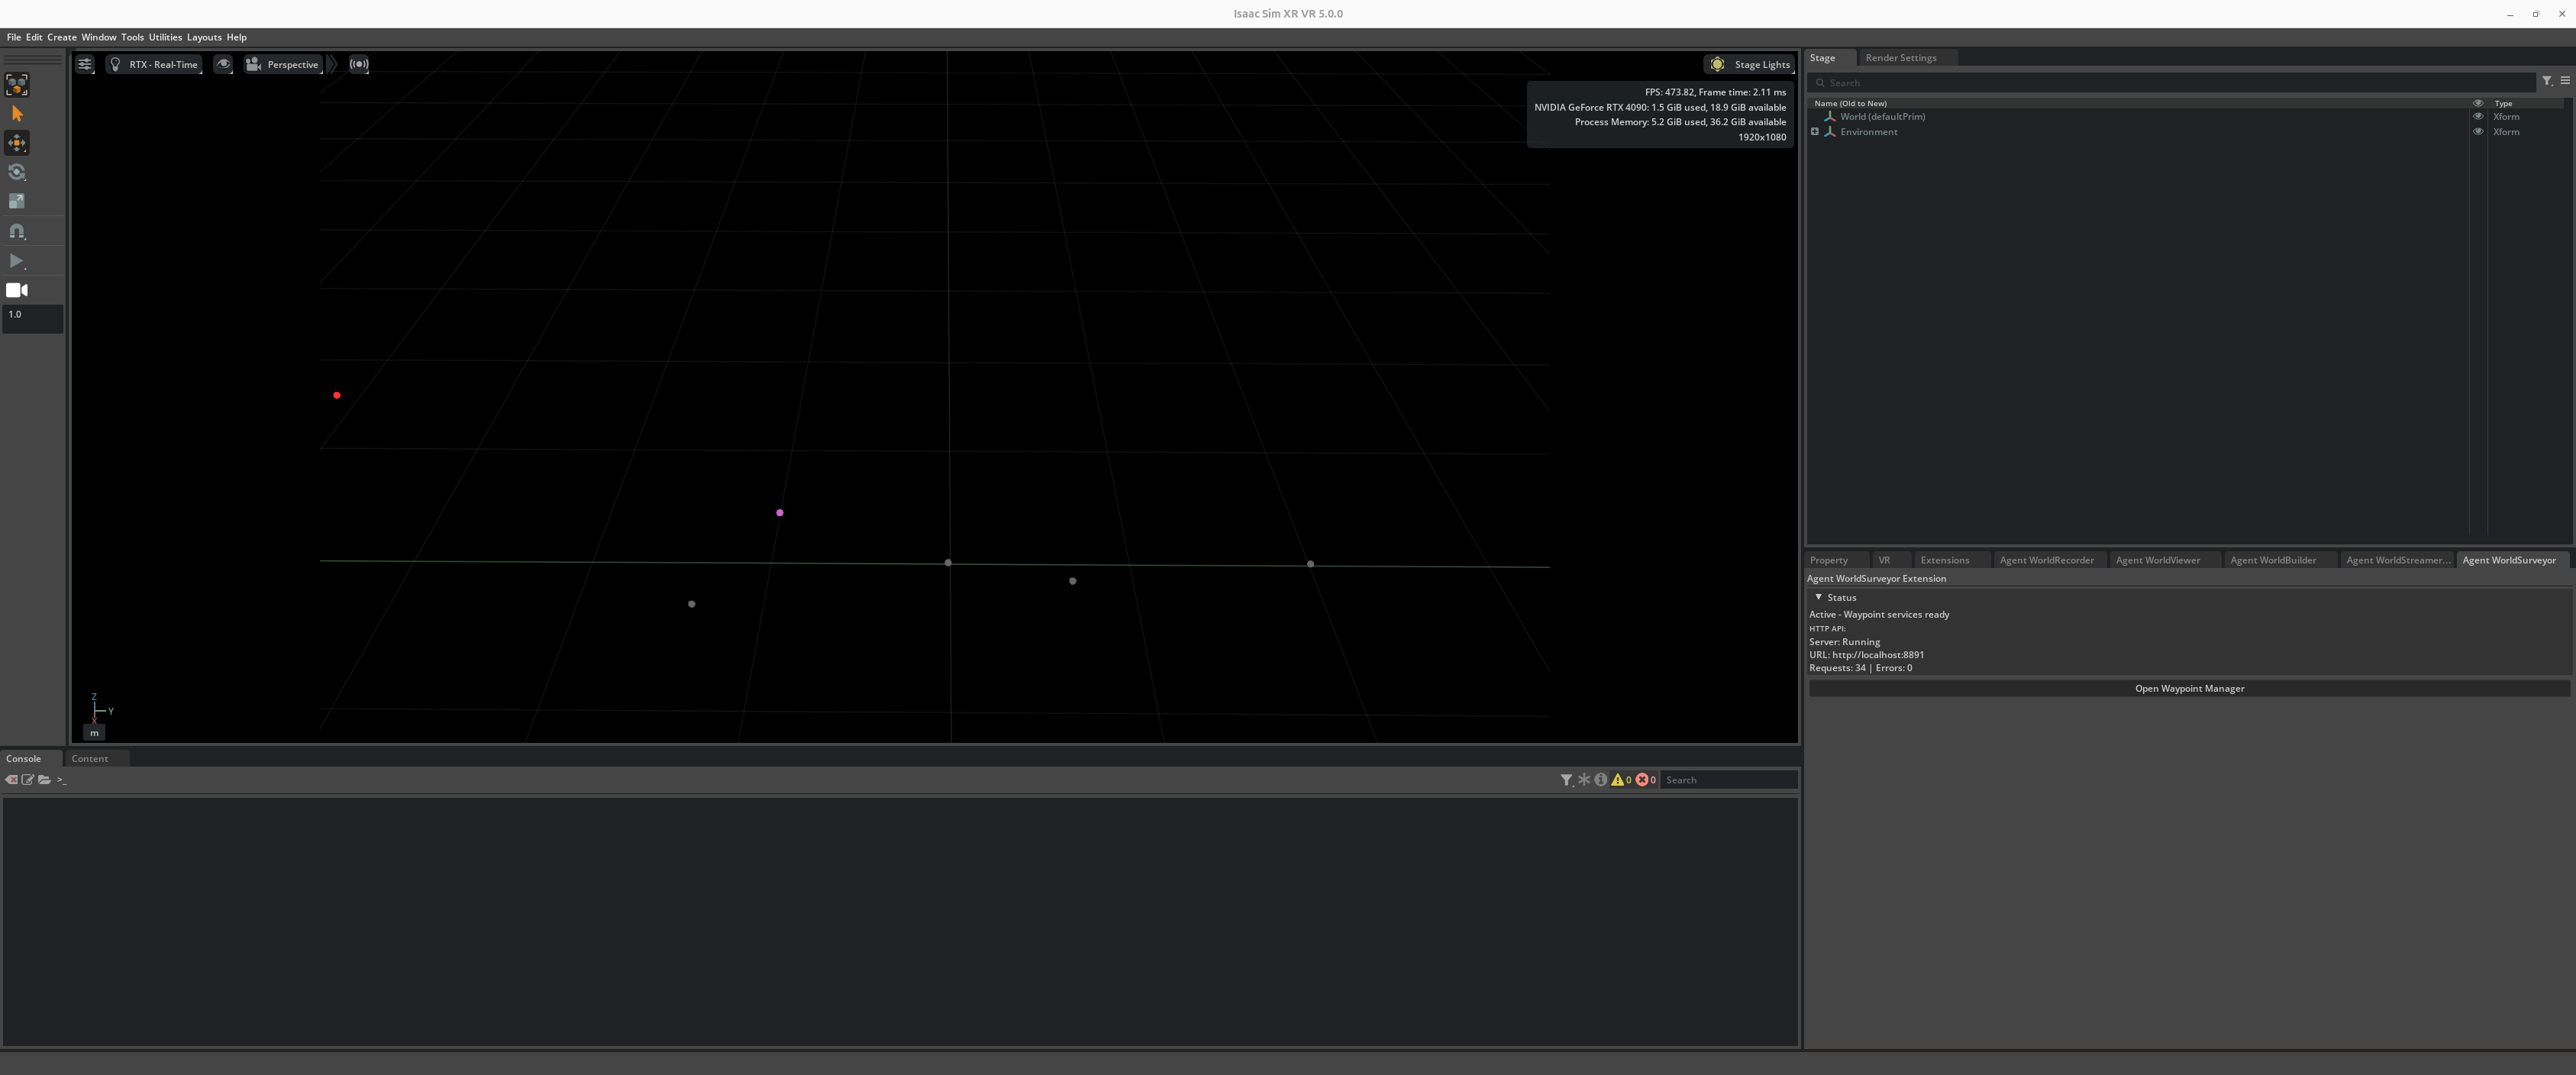 Isaac Sim XR VR 5.0.0
File Edit Create Window Tools Utilities Layouts Help
RTX - Real-Time
Perspective
Stage Lights
FPS: 473.82, Frame time: 2.11 ms
NVIDIA GeForce RTX 4090: 1.5 GiB used, 18.9 GiB available
Process Memory: 5.2 GiB used, 36.2 GiB available
1920x1080
1.0
Z
Y
X
m
Stage Render Settings
Search
Name (Old to New) Type
World (defaultPrim) Xform
Environment Xform
Property VR Extensions Agent WorldRecorder Agent WorldViewer Agent WorldBuilder Agent WorldStreamer... Agent WorldSurveyor
Agent WorldSurveyor Extension
Status
Active - Waypoint services ready
HTTP API:
Server: Running
URL: http://localhost:8891
Requests: 34 | Errors: 0
Open Waypoint Manager
Console Content
>_
0 0 Search